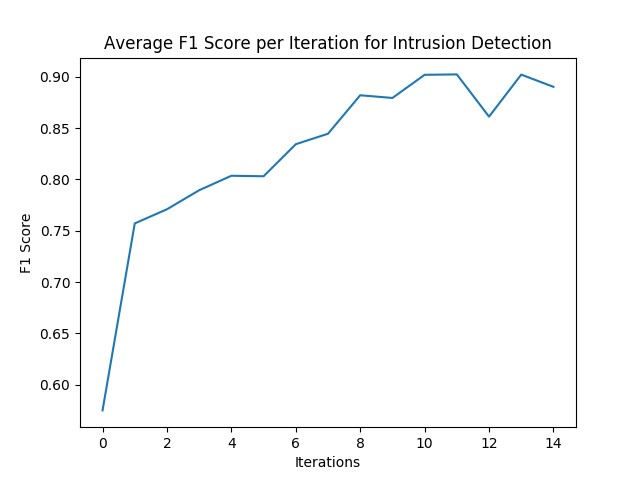 Average F1 Score per Iteration for Intrusion Detection
0.90
0.85
0.80
0.75
0.70
0.65
0.60
F1 Score
0 2 4 6 8 10 12 14
Iterations